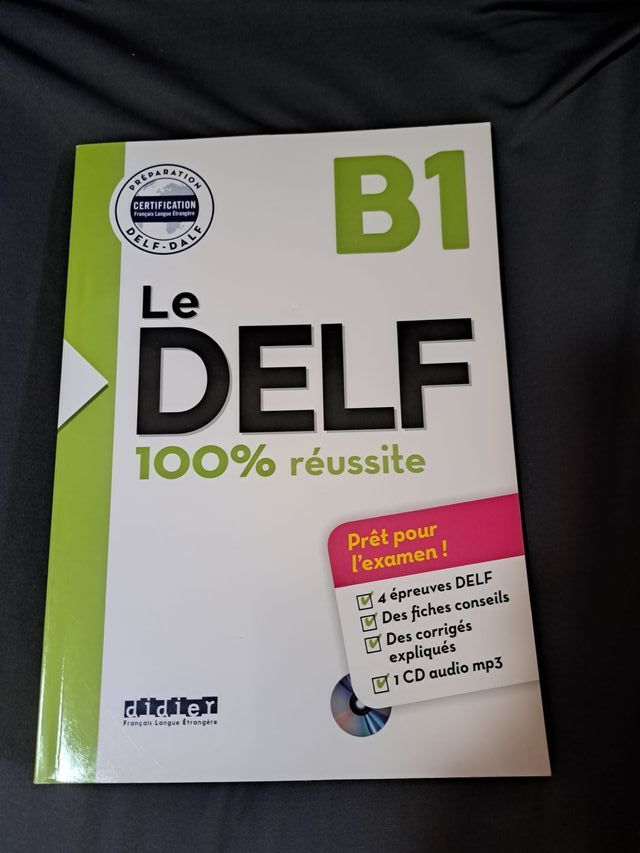 PRÉPARATION
CERTIFICATION
Français Langue Étrangère
DELF-DALF
B1
Le
DELF
100% réussite
Prêt pour
l'examen !
4 épreuves DELF
Des fiches conseils
Des corrigés
expliqués
1 CD audio mp3
didier
Français Langue Étrangère